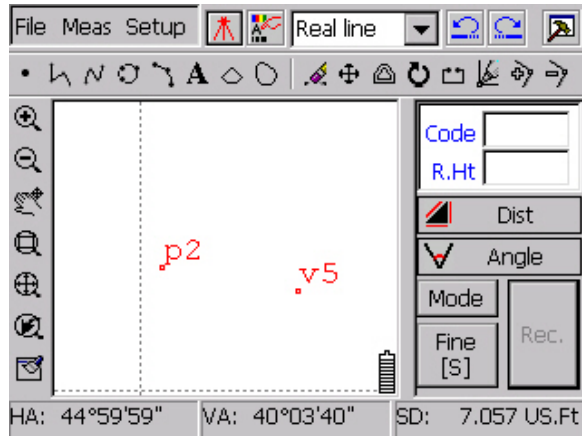 File Meas Setup Real line
A
Code
R.Ht
p2
v5
Dist
Angle
Mode
Fine
[S]
Rec.
HA: 44°59'59" VA: 40°03'40" SD: 7.057 US.Ft